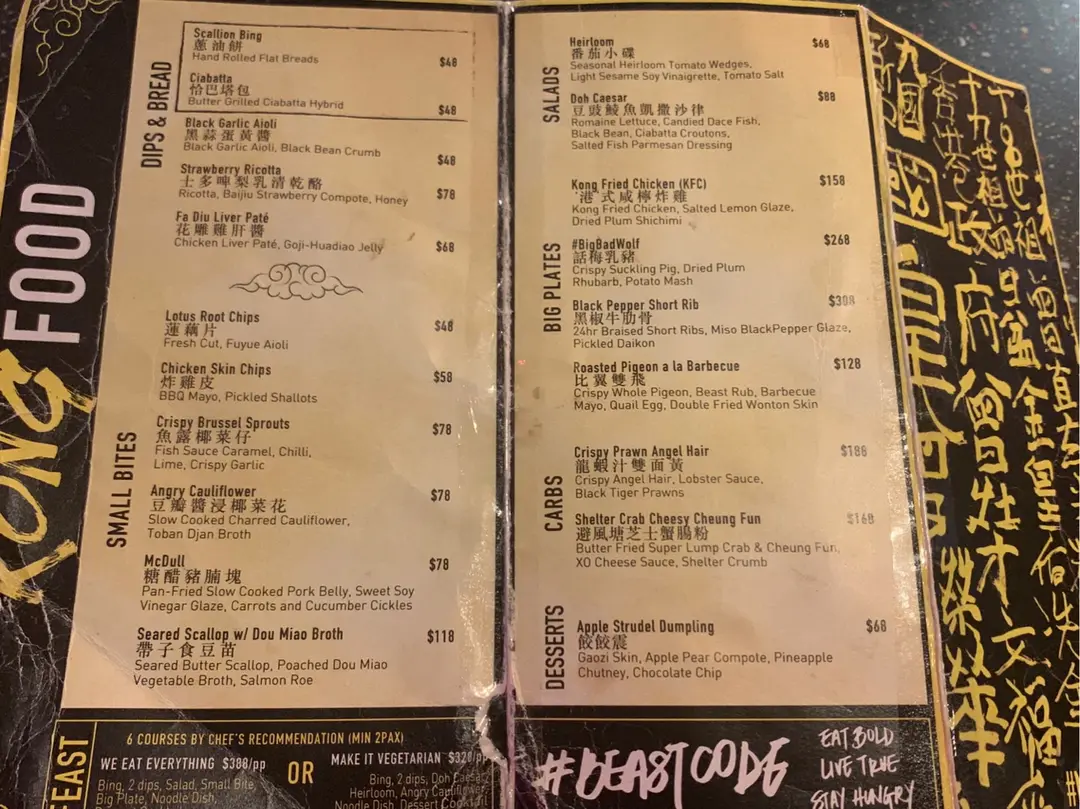 KONG
FOOD
DIPS & BREAD
Scallion Bing
蔥油餅
Hand Rolled Flat Breads
$48
Ciabatta
恰巴塔包
Butter Grilled Ciabatta Hybrid
$48
Black Garlic Aioli
黑蒜蛋黃醬
Black Garlic Aioli, Black Bean Crumb
$48
Strawberry Ricotta
士多啤梨乳清乾酪
Ricotta, Baijiu Strawberry Compote, Honey
$78
Fa Diu Liver Paté
花雕雞肝醬
Chicken Liver Paté, Goji-Huadiao Jelly
$68
SMALL BITES
Lotus Root Chips
蓮藕片
Fresh Cut, Fuyue Aioli
$48
Chicken Skin Chips
炸雞皮
BBQ Mayo, Pickled Shallots
$58
Crispy Brussel Sprouts
魚露椰菜仔
Fish Sauce Caramel, Chilli,
Lime, Crispy Garlic
$78
Angry Cauliflower
豆瓣醬浸椰菜花
Slow Cooked Charred Cauliflower,
Toban Djan Broth
$78
McDull
糖醋豬腩塊
Pan-Fried Slow Cooked Pork Belly, Sweet Soy
Vinegar Glaze, Carrots and Cucumber Cickles
$78
Seared Scallop w/ Dou Miao Broth
帶子食豆苗
Seared Butter Scallop, Poached Dou Miao
Vegetable Broth, Salmon Roe
$118
SALADS
Heirloom
番茄小碟
Seasonal Heirloom Tomato Wedges,
Light Sesame Soy Vinaigrette, Tomato Salt
$68
Doh Caesar
豆豉鯪魚凱撒沙律
Romaine Lettuce, Candied Dace Fish,
Black Bean, Ciabatta Croutons,
Salted Fish Parmesan Dressing
$88
BIG PLATES
Kong Fried Chicken (KFC)
'港'式咸檸炸雞
Kong Fried Chicken, Salted Lemon Glaze,
Dried Plum Shichimi
$158
#BigBadWolf
話梅乳豬
Crispy Suckling Pig, Dried Plum
Rhubarb, Potato Mash
$268
Black Pepper Short Rib
黑椒牛肋骨
24hr Braised Short Ribs, Miso BlackPepper Glaze,
Pickled Daikon
$308
Roasted Pigeon a la Barbecue
比翼雙飛
Crispy Whole Pigeon, Beast Rub, Barbecue
Mayo, Quail Egg, Double Fried Wonton Skin
$128
CARBS
Crispy Prawn Angel Hair
龍蝦汁雙面黃
Crispy Angel Hair, Lobster Sauce,
Black Tiger Prawns
$188
Shelter Crab Cheesy Cheung Fun
避風塘芝士蟹腸粉
Butter Fried Super Lump Crab & Cheung Fun,
XO Cheese Sauce, Shelter Crumb
$168
DESSERTS
Apple Strudel Dumpling
餃餃震
Gaozi Skin, Apple Pear Compote, Pineapple
Chutney, Chocolate Chip
$68
FEAST
6 COURSES BY CHEF'S RECOMMENDATION (MIN 2PAX)
WE EAT EVERYTHING $388/pp
Bing, 2 dips, Salad, Small Bite,
Big Plate, Noodle Dish,
OR
MAKE IT VEGETARIAN $328/pp
Bing, 2 dips, Doh Caesar
Heirloom, Angry Cauliflower
Noodle Dish, Dessert, Cocktail
#BEASTCODE
EAT BOLD
LIVE TRUE
STAY HUNGRY